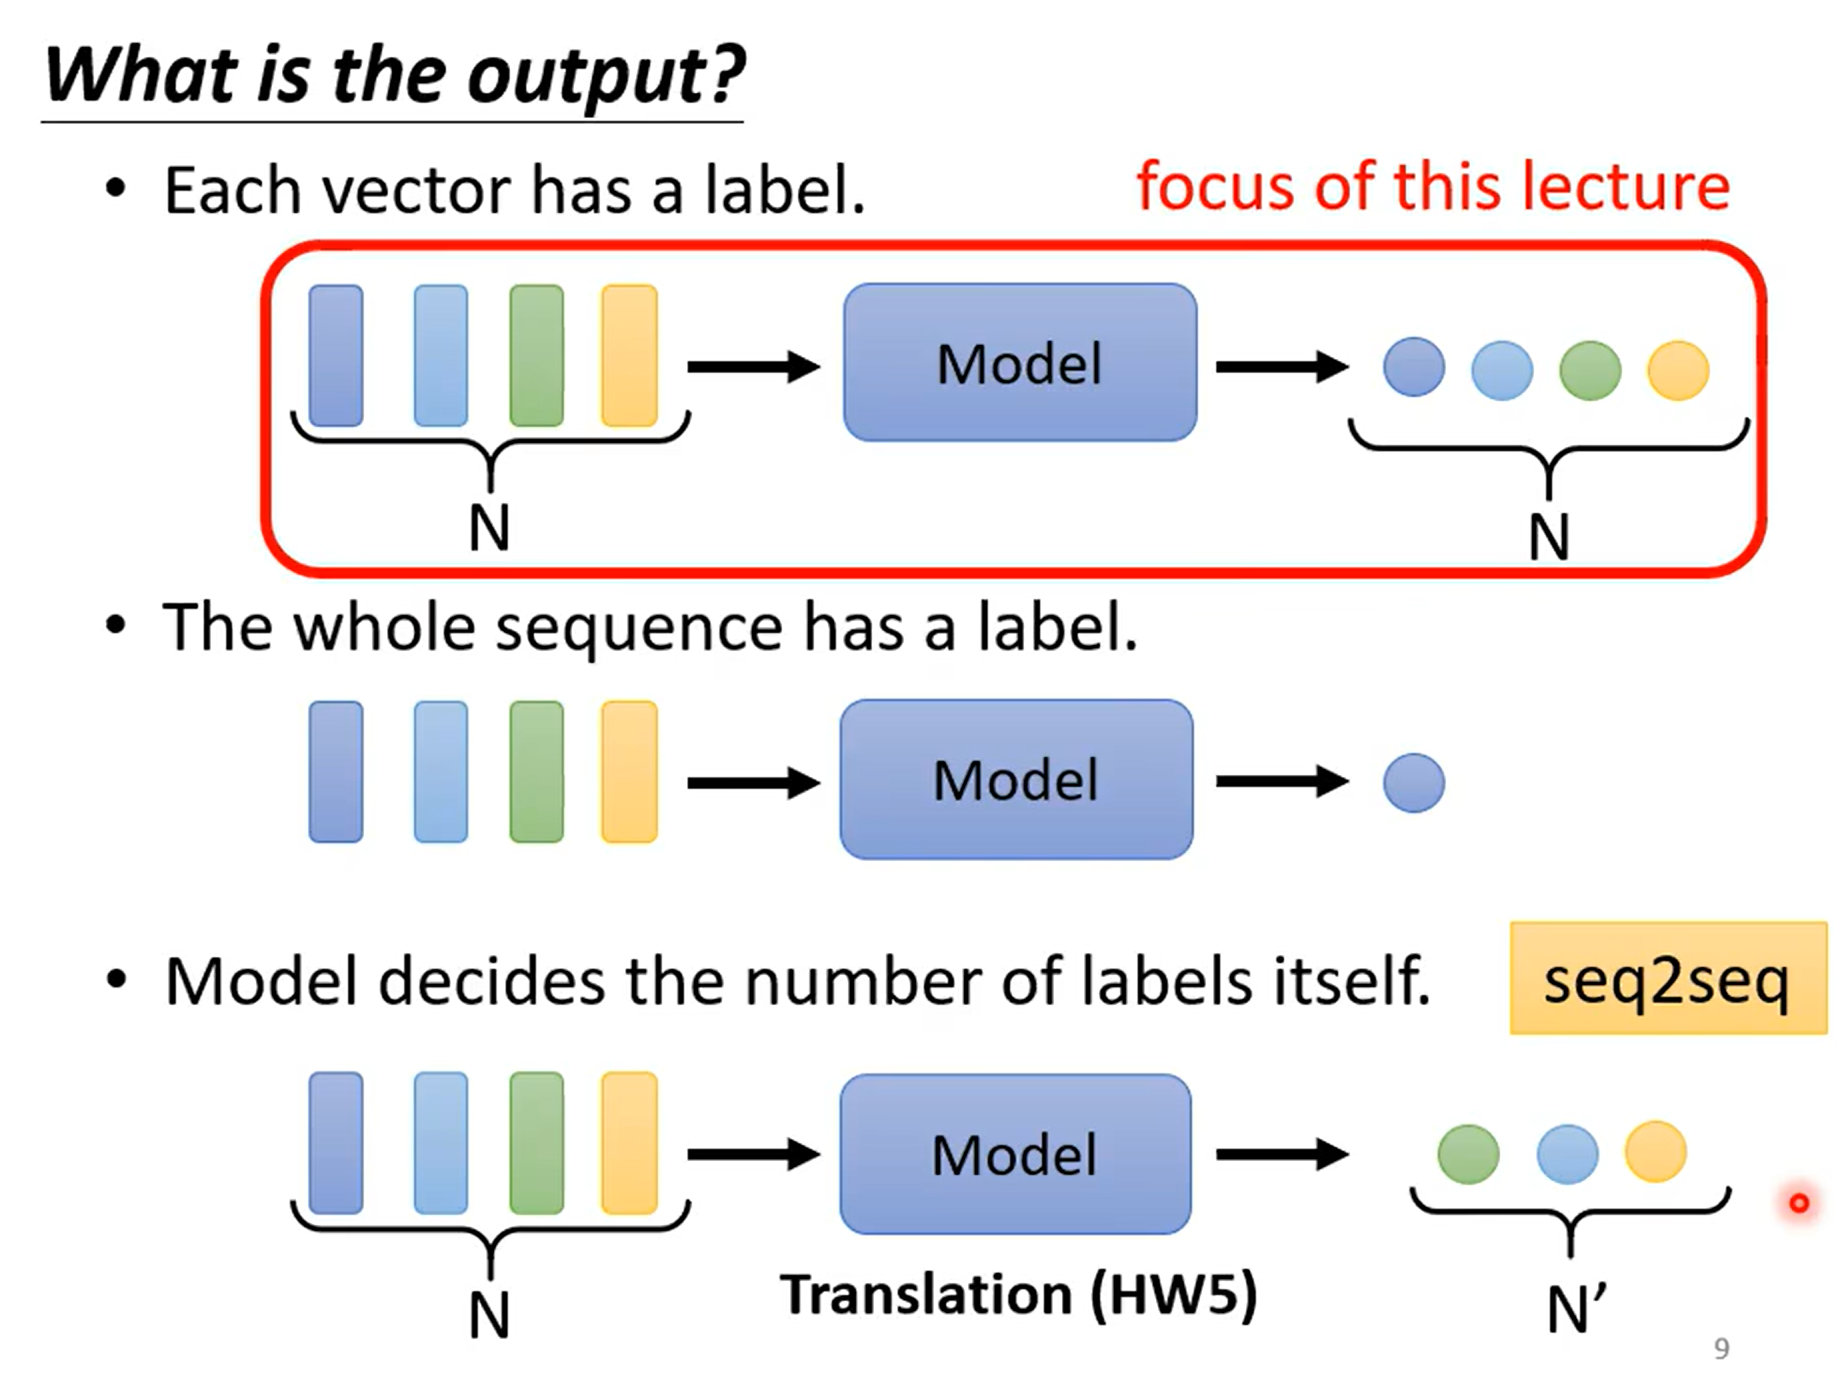 What is the output?
• Each vector has a label.
focus of this lecture
Model
N
N
• The whole sequence has a label.
Model
• Model decides the number of labels itself.
seq2seq
Model
Translation (HW5)
N
N’
9